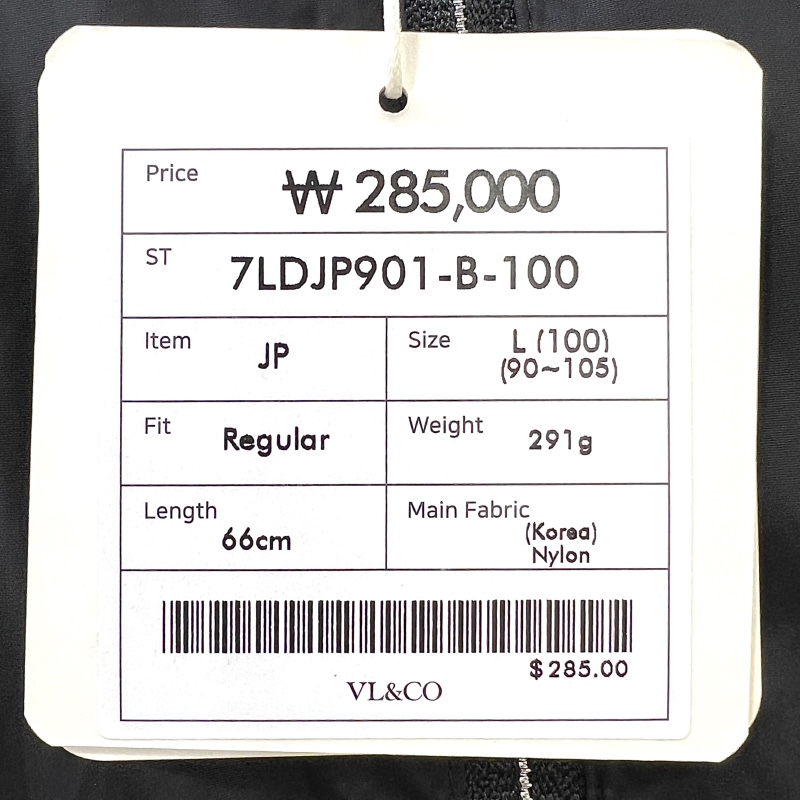 Price ₩ 285,000
ST 7LDJP901-B-100
Item JP
Size L (100)
(90~105)
Fit Regular
Weight 291g
Length
66cm
Main Fabric
(Korea)
Nylon
$285.00
VL&CO